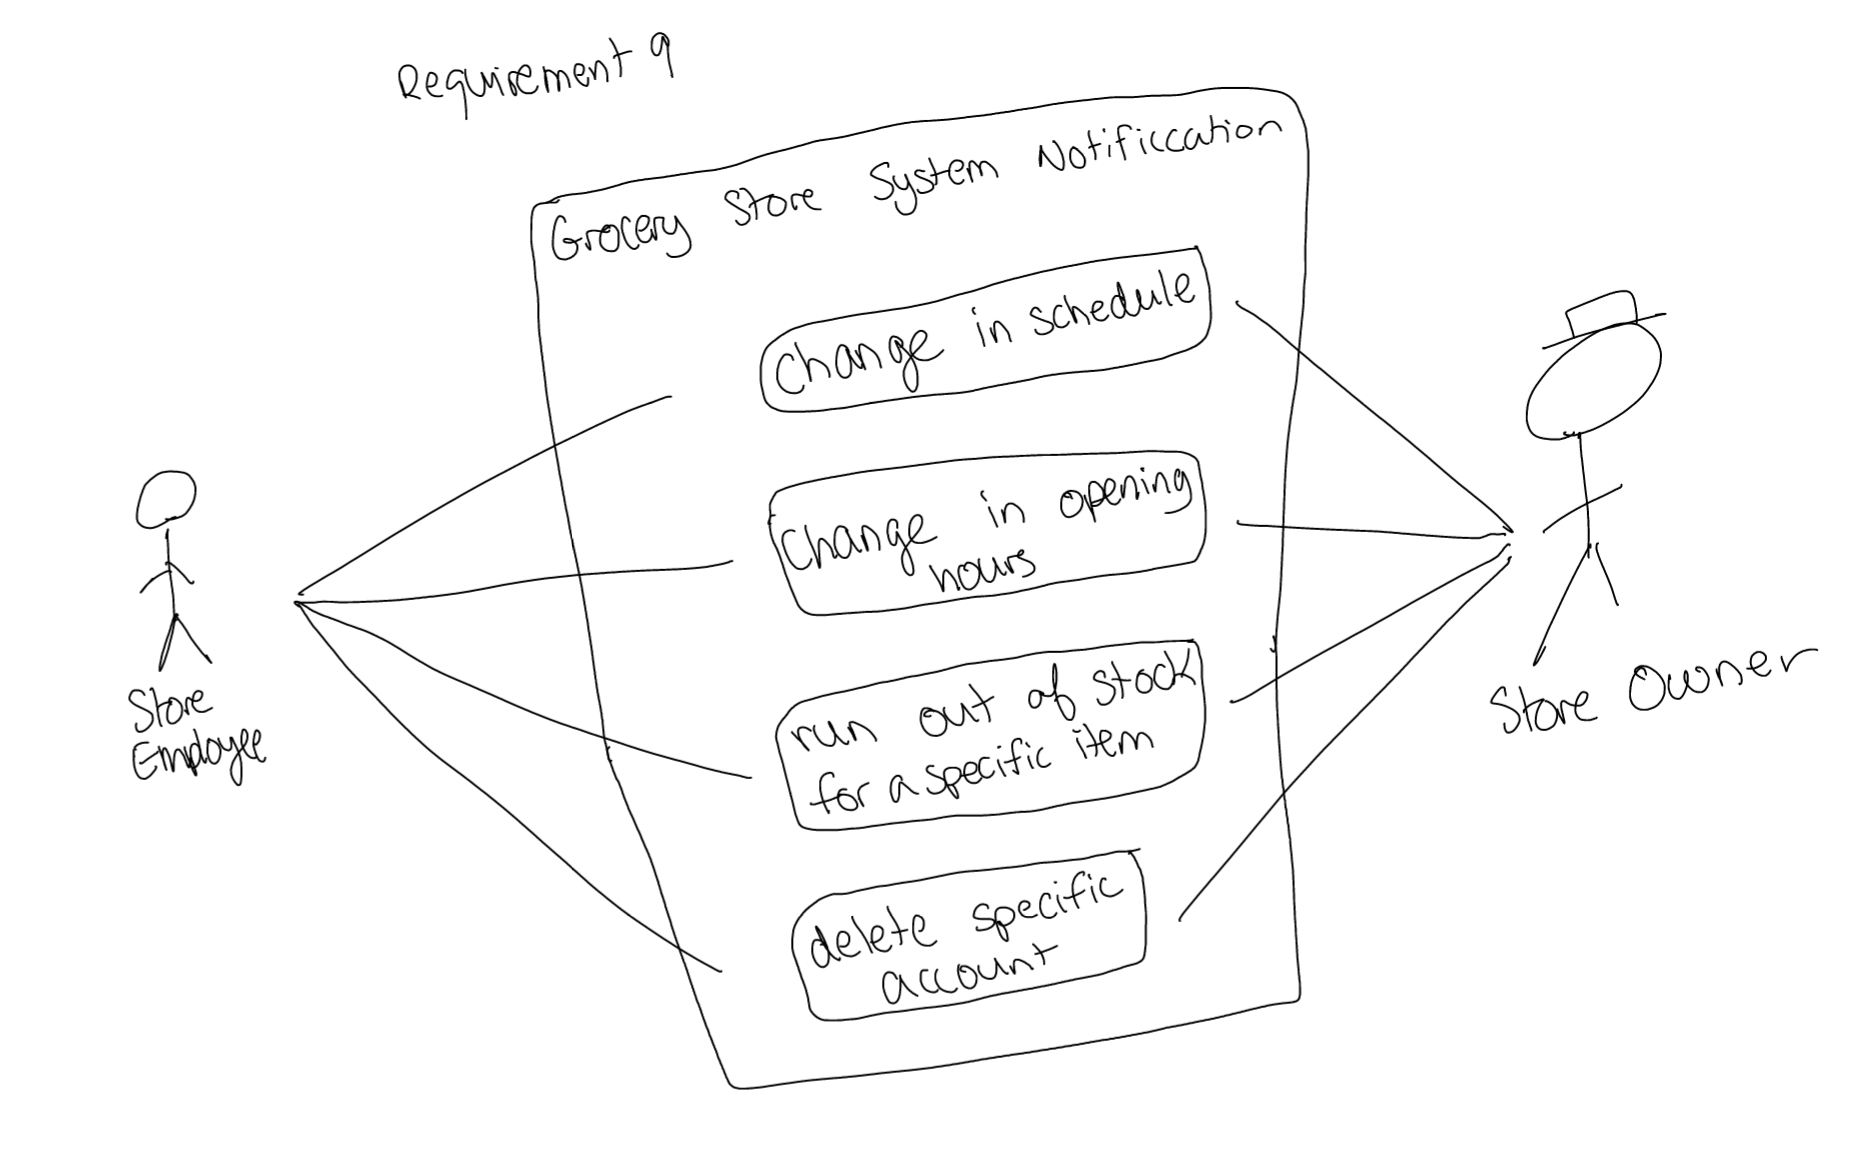 Requirement 9
Grocery Store System Notificcation
Change in schedule
Change in opening
hours
run out of stock
for a specific item
delete specific
account
Store
Employee
Store Owner